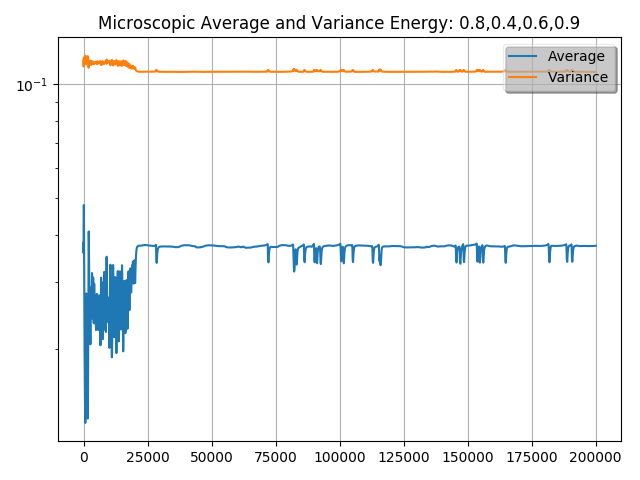 Microscopic Average and Variance Energy: 0.8,0.4,0.6,0.9
Average
Variance
10⁻¹
0 25000 50000 75000 100000 125000 150000 175000 200000